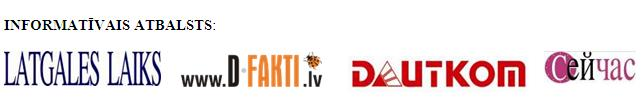 INFORMATĪVAIS ATBALSTS:
LATGALES LAIKS www.D-FAKTI.lv DAUTKOM Сейчас